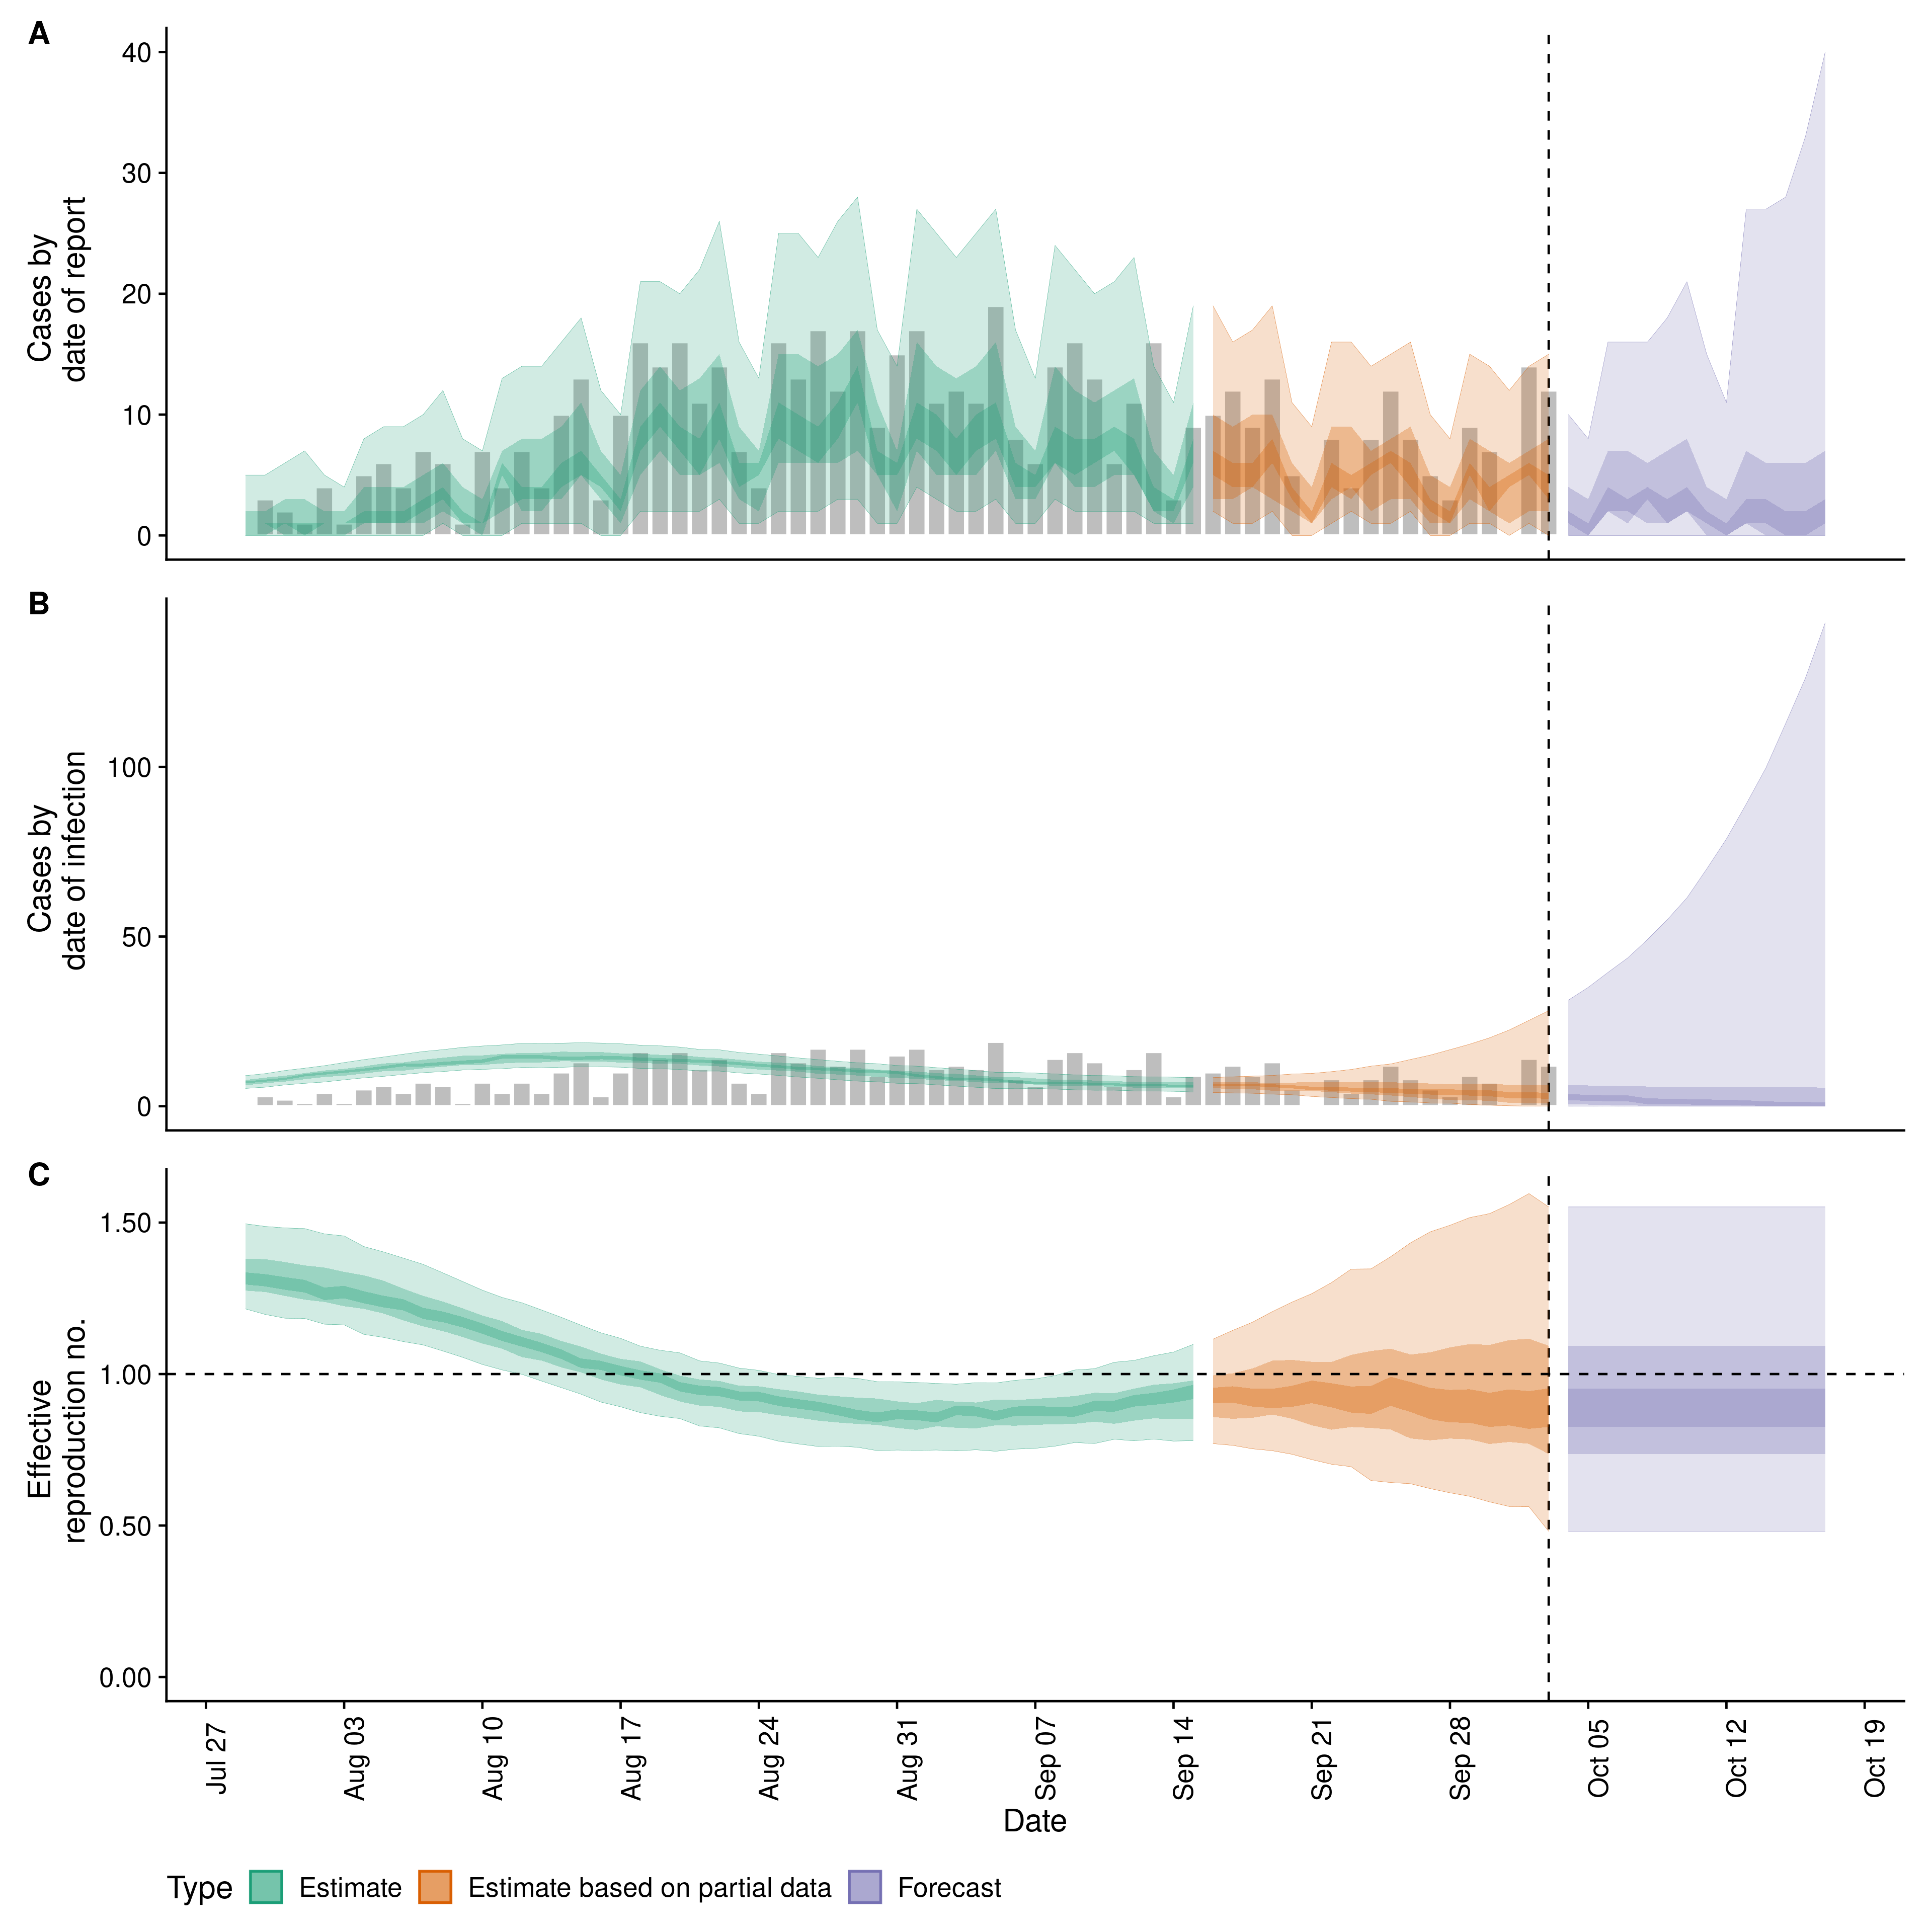 A
40
30
20
10
0
Cases by
date of report
B
100
50
0
Cases by
date of infection
C
1.50
1.00
0.50
0.00
Effective
reproduction no.
Jul 27
Aug 03
Aug 10
Aug 17
Aug 24
Aug 31
Sep 07
Sep 14
Sep 21
Sep 28
Oct 05
Oct 12
Oct 19
Date
Type Estimate Estimate based on partial data Forecast